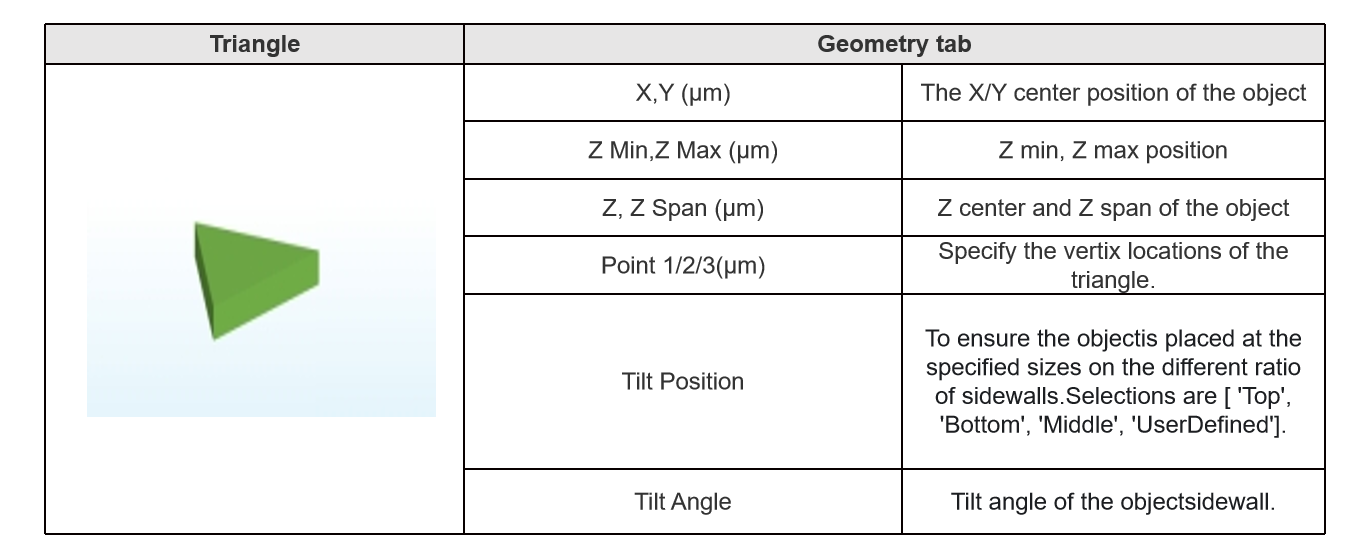 Triangle
Geometry tab
X,Y (μm)
The X/Y center position of the object
Z Min,Z Max (μm)
Z min, Z max position
Z, Z Span (μm)
Z center and Z span of the object
Point 1/2/3(μm)
Specify the vertix locations of the
triangle.
Tilt Position
To ensure the objectis placed at the
specified sizes on the different ratio
of sidewalls.Selections are [ 'Top',
'Bottom', 'Middle', 'UserDefined'].
Tilt Angle
Tilt angle of the objectsidewall.